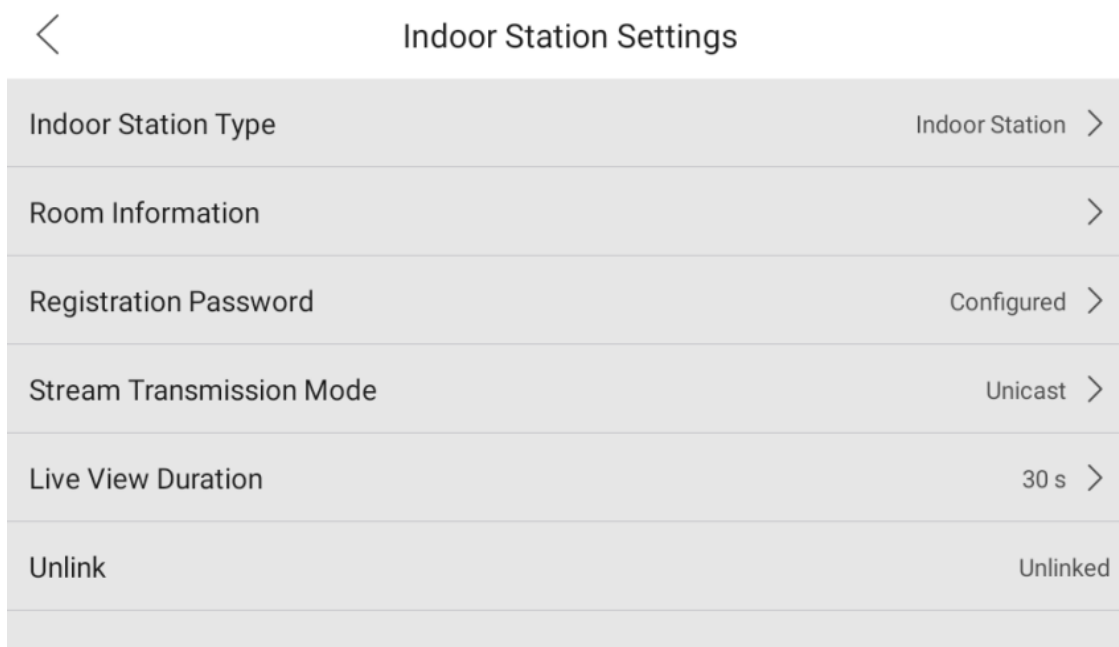 Indoor Station Settings
Indoor Station Type Indoor Station
Room Information
Registration Password Configured
Stream Transmission Mode Unicast
Live View Duration 30 s
Unlink Unlinked